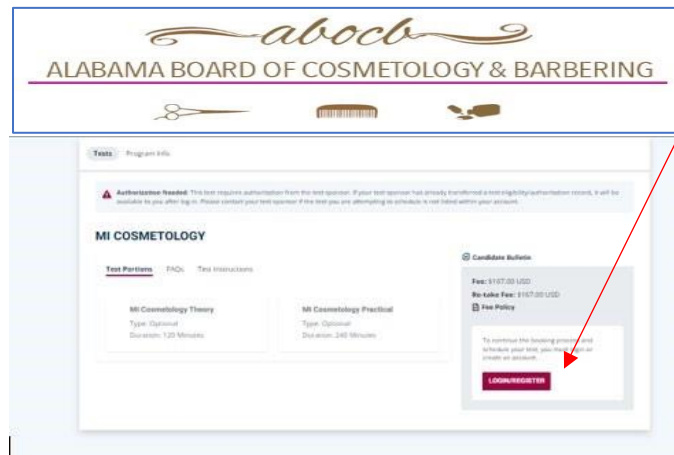 abocb
ALABAMA BOARD OF COSMETOLOGY & BARBERING
Tests Program Info
Authorization Needed: This test requires authorization from the test sponsor. If your test sponsor has already transferred a test eligibility/authorization record, it will be
available to you after log in. Please contact your test sponsor if the test you are attempting to schedule is not listed within your account.
MI COSMETOLOGY
Test Portions FAQs Test Instructions
MI Cosmetology Theory
Type: Optional
Duration: 120 Minutes
MI Cosmetology Practical
Type: Optional
Duration: 240 Minutes
Candidate Bulletin
Fee: $167.00 USD
Re-take Fee: $167.00 USD
Fee Policy
To continue the booking process and
schedule your test, you must login or
create an account.
LOGIN/REGISTER